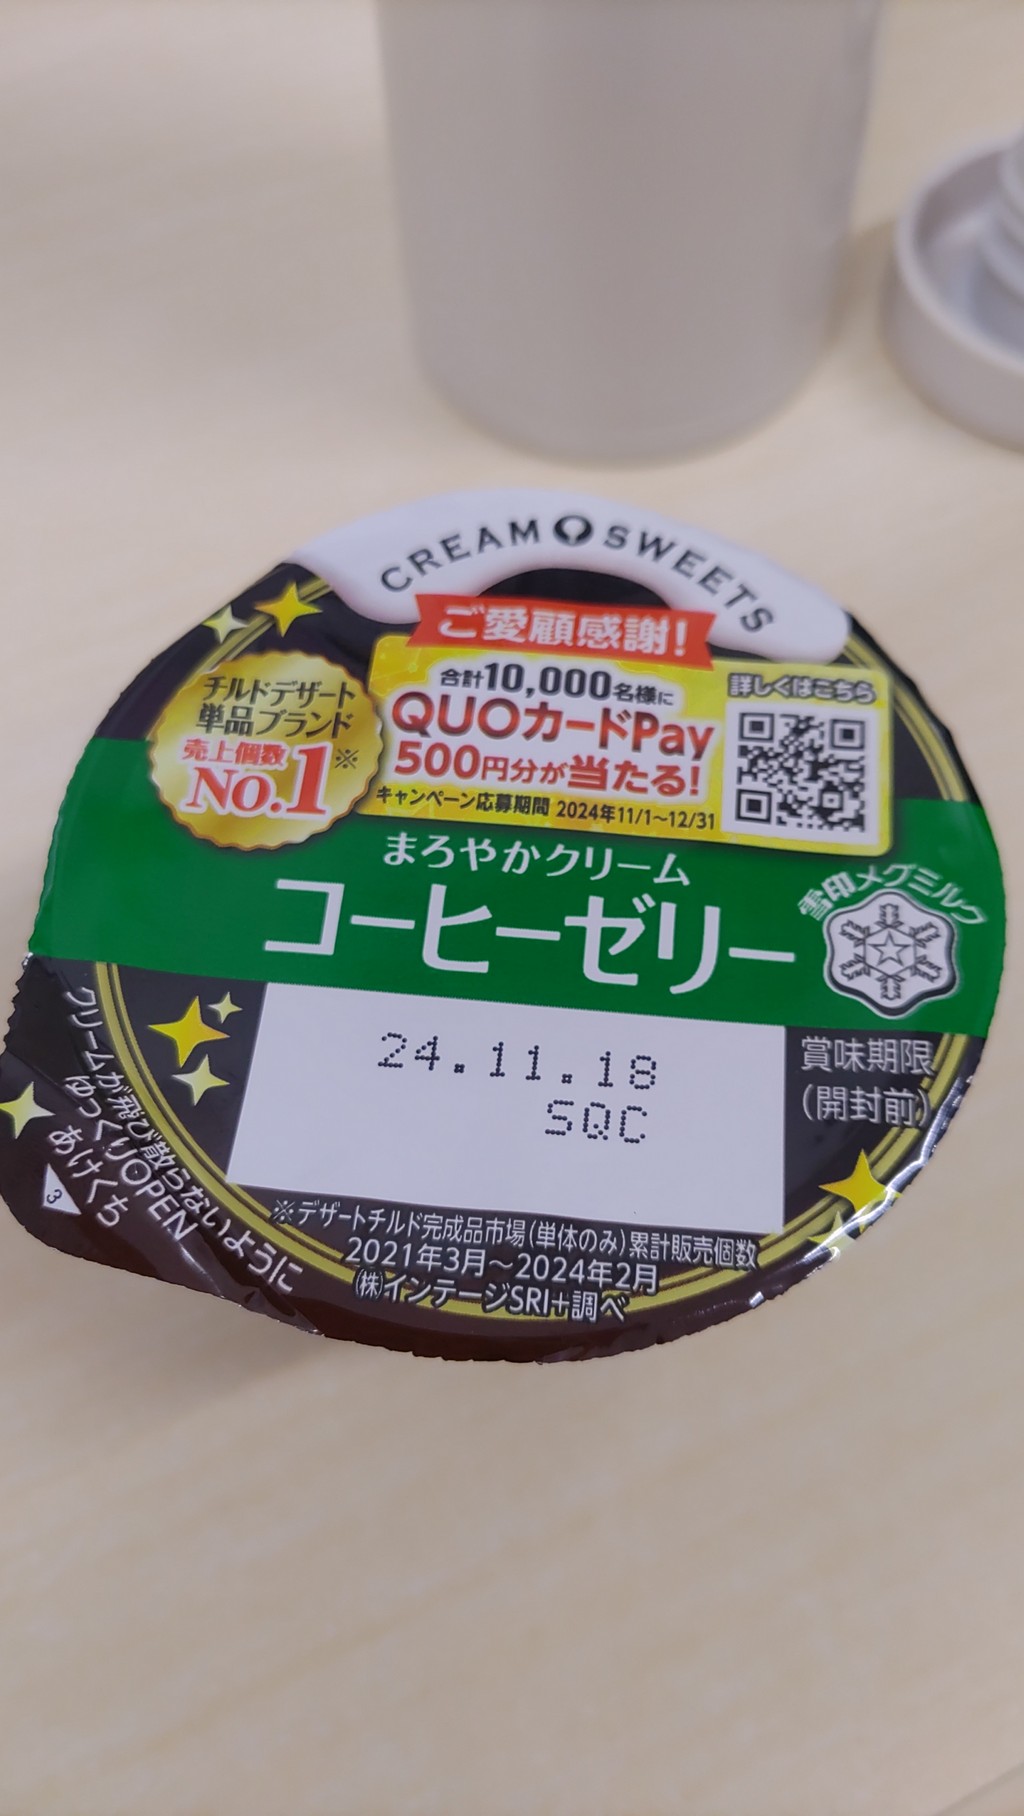 CREAM SWEETS
ご愛顧感謝!
合計10,000名様に
QUOカードPay
500円分が当たる!
キャンペーン応募期間 2024年11/1~12/31
詳しくはこちら
チルドデザート
単品ブランド
売上個数
No.1※
まろやかクリーム
コーヒーゼリー
雪印メグミルク
24.11.18
SQC
賞味期限
(開封前)
クリームが飛び散らないように
ゆっくりOPEN
あけくち
3
※デザートチルド完成品市場(単体のみ)累計販売個数
2021年3月~2024年2月
(株)インテージSRI+調べ